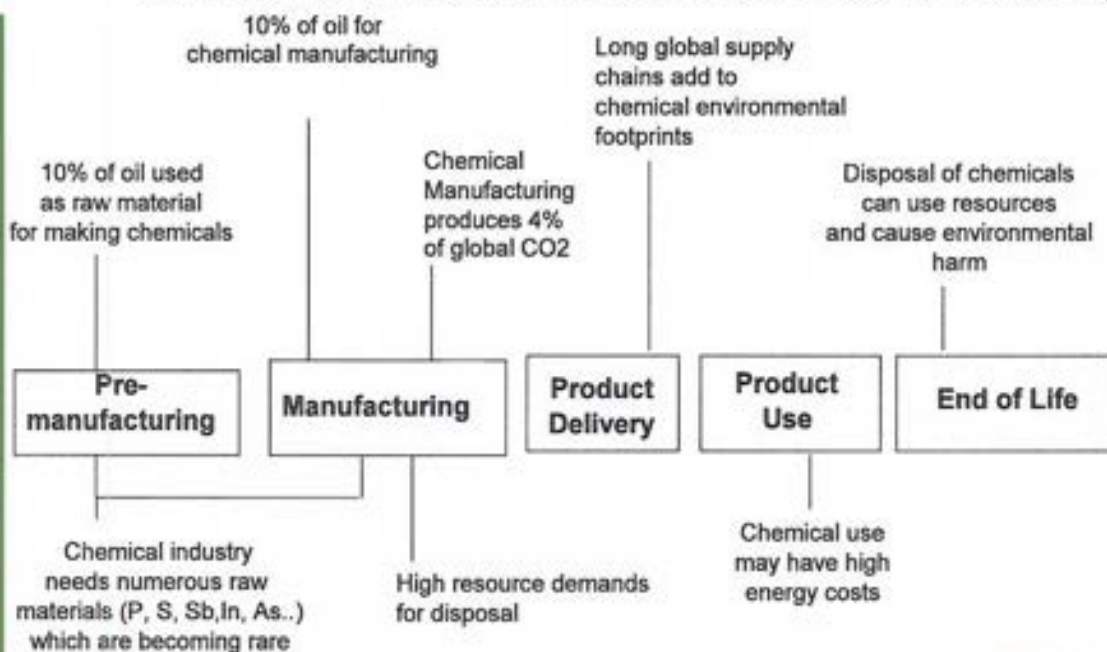 10% of oil for
chemical manufacturing
Long global supply
chains add to
chemical environmental
footprints
10% of oil used
as raw material
for making chemicals
Chemical
Manufacturing
produces 4%
of global CO2
Disposal of chemicals
can use resources
and cause environmental
harm
Pre-
manufacturing
Manufacturing
Product
Delivery
Product
Use
End of Life
Chemical industry
needs numerous raw
materials (P, S, Sb,In, As..)
which are becoming rare
High resource demands
for disposal
Chemical use
may have high
energy costs